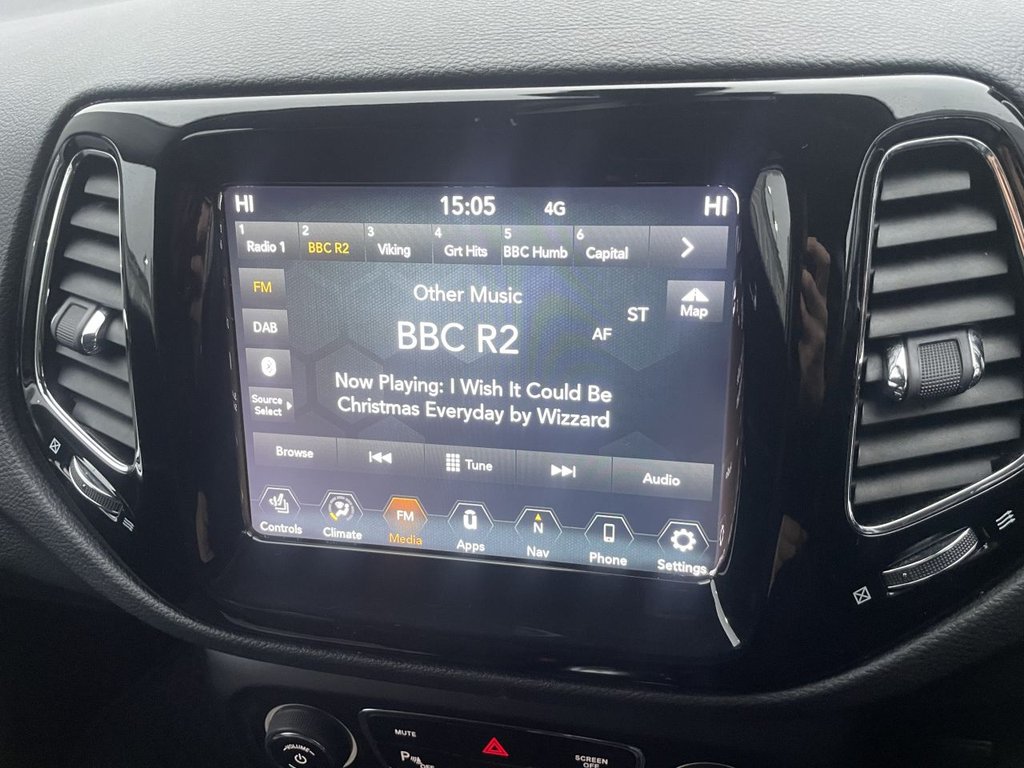 HI 15:05 4G HI
1 Radio 1 2 BBC R2 3 Viking 4 Grt Hits 5 BBC Humb 6 Capital
FM
Other Music
Map
ST
DAB
BBC R2
AF
Now Playing: I Wish It Could Be
Christmas Everyday by Wizzard
Source
Select
Browse Tune Audio
FM ū N
Controls Climate Media Apps Nav Phone Settings
MUTE
VOLUME
P OFF
SCREEN
OFF